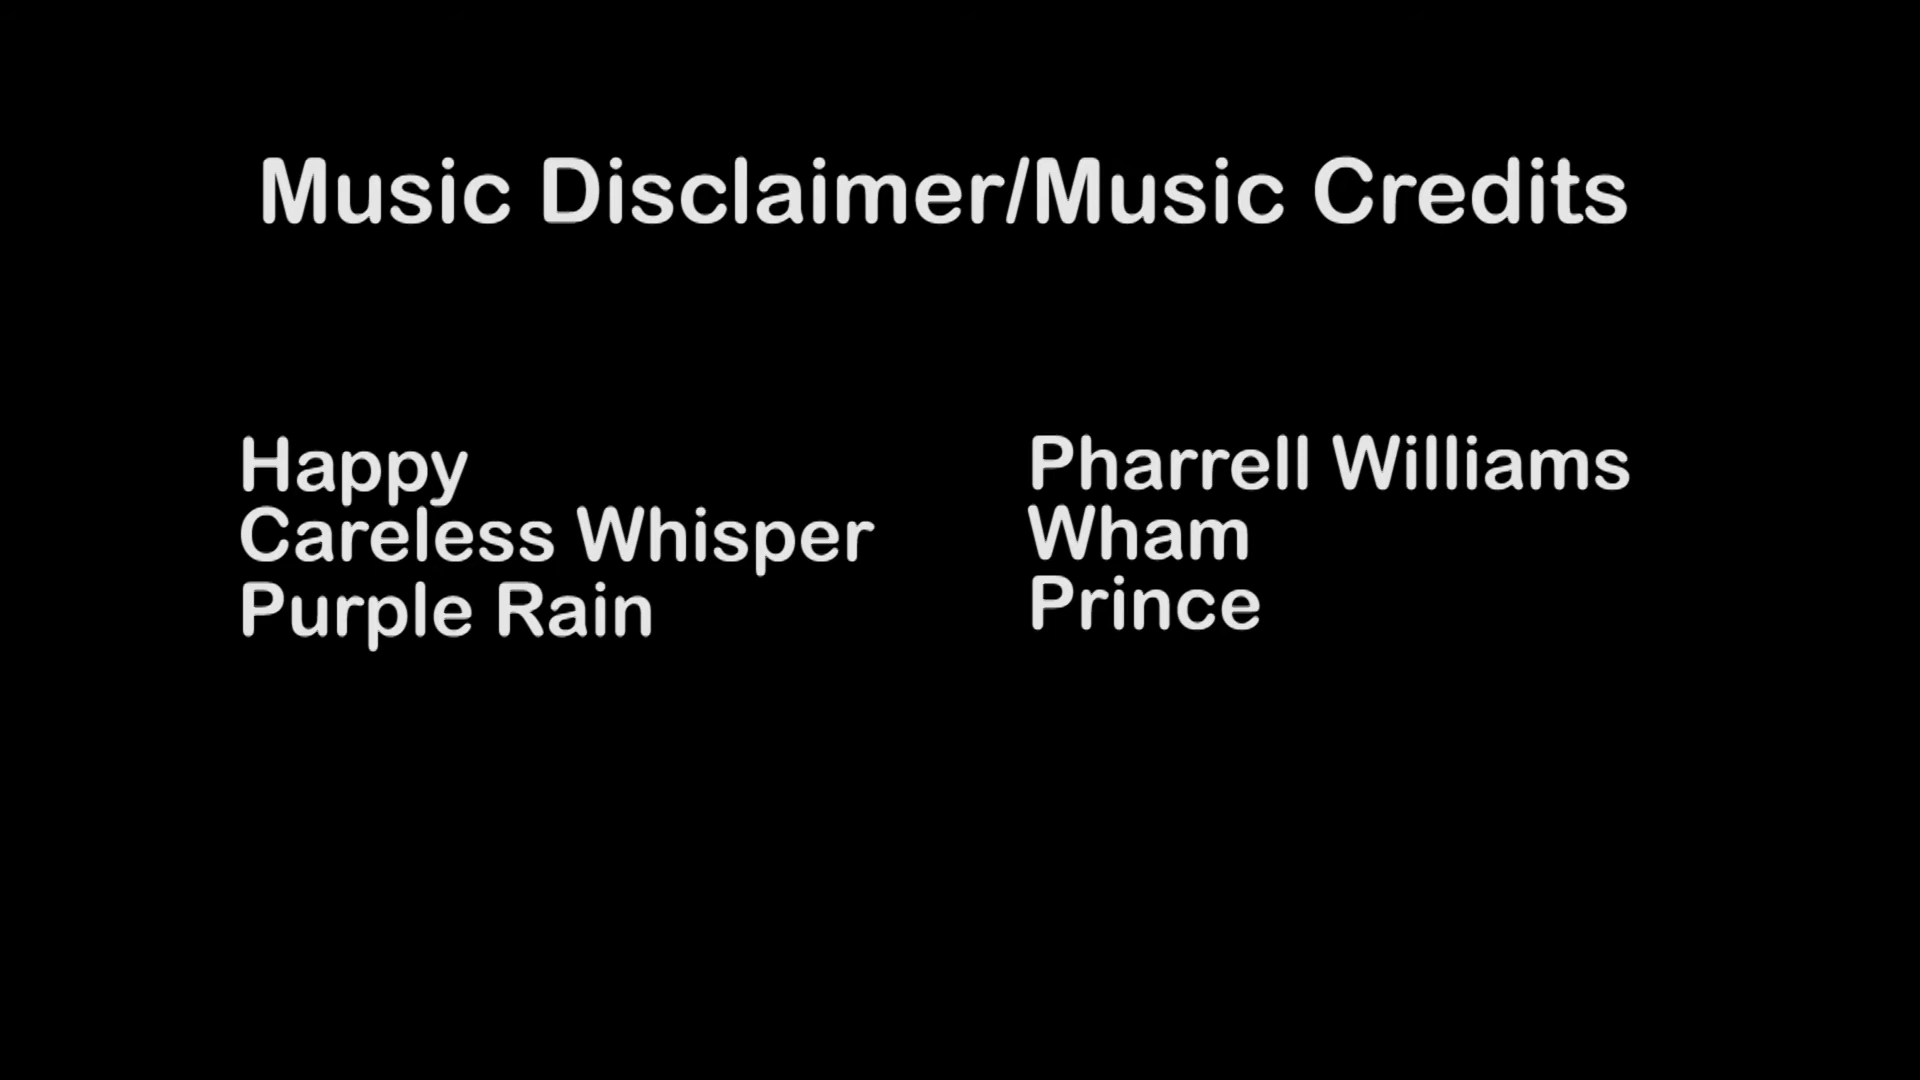 Music Disclaimer/Music Credits
Happy
Pharrell Williams
Careless Whisper
Wham
Purple Rain
Prince